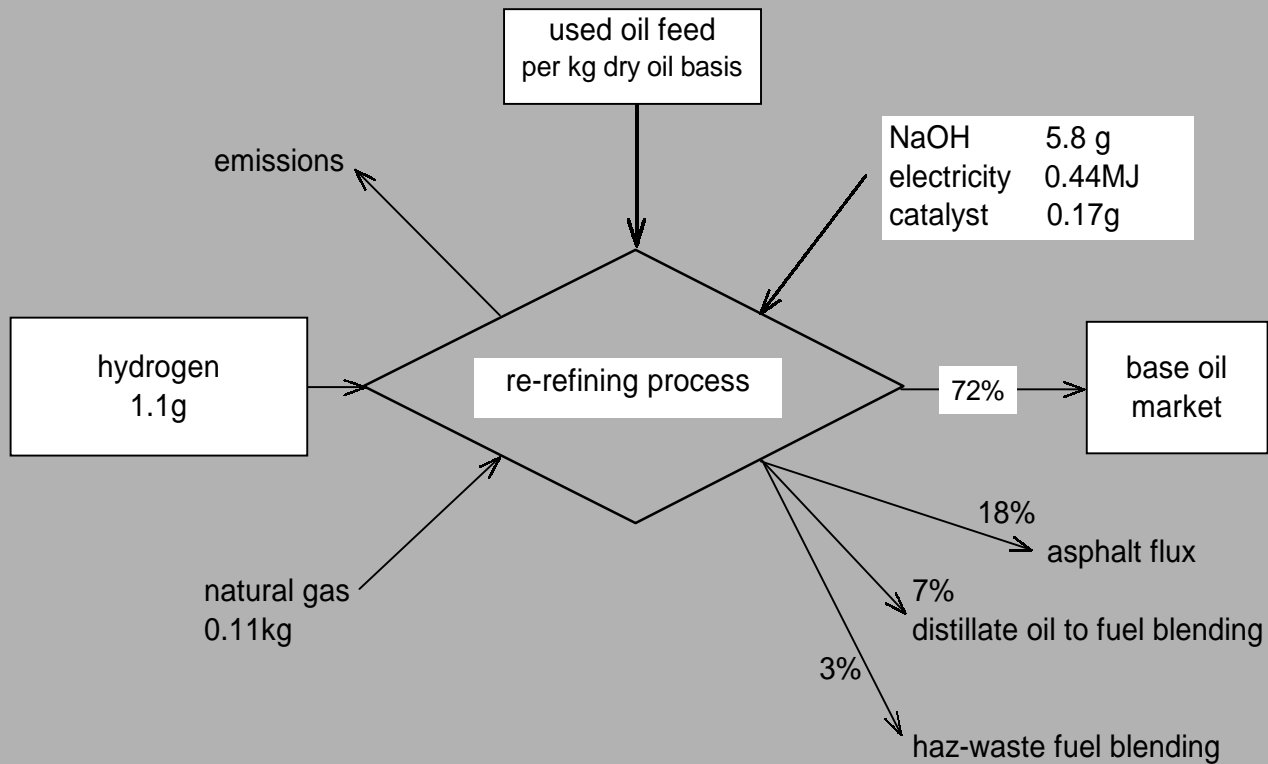 used oil feed
per kg dry oil basis
NaOH 5.8 g
electricity 0.44MJ
catalyst 0.17g
emissions
hydrogen
1.1g
re-refining process
72%
base oil
market
18%
asphalt flux
natural gas
0.11kg
7%
distillate oil to fuel blending
3%
haz-waste fuel blending